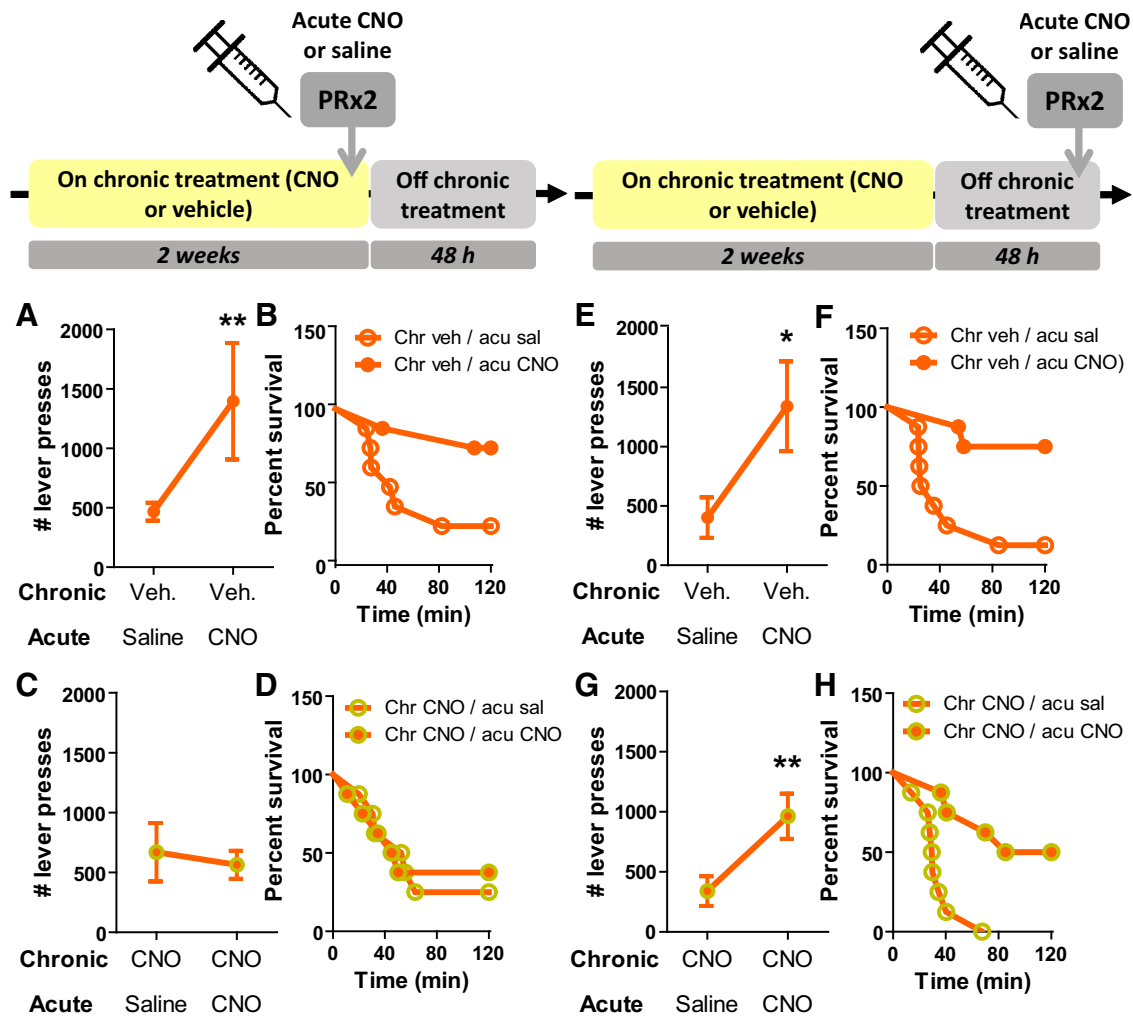 Acute CNO
or saline
PRx2
On chronic treatment (CNO
or vehicle)
Off chronic
treatment
2 weeks
48 h
Acute CNO
or saline
PRx2
On chronic treatment (CNO
or vehicle)
Off chronic
treatment
2 weeks
48 h
A
# lever presses
2000
1500
1000
500
0
**
Chronic
Veh.
Veh.
Acute
Saline
CNO
B
Percent survival
150
100
50
0
Chr veh / acu sal
Chr veh / acu CNO
0
40
80
120
Time (min)
E
# lever presses
2000
1500
1000
500
0
*
Chronic
Veh.
Veh.
Acute
Saline
CNO
F
Percent survival
150
100
50
0
Chr veh / acu sal
Chr veh / acu CNO)
0
40
80
120
Time (min)
C
# lever presses
2000
1500
1000
500
0
Chronic
CNO
CNO
Acute
Saline
CNO
D
Percent survival
150
100
50
0
Chr CNO / acu sal
Chr CNO / acu CNO
0
40
80
120
Time (min)
G
# lever presses
2000
1500
1000
500
0
**
Chronic
CNO
CNO
Acute
Saline
CNO
H
Percent survival
150
100
50
0
Chr CNO / acu sal
Chr CNO / acu CNO
0
40
80
120
Time (min)